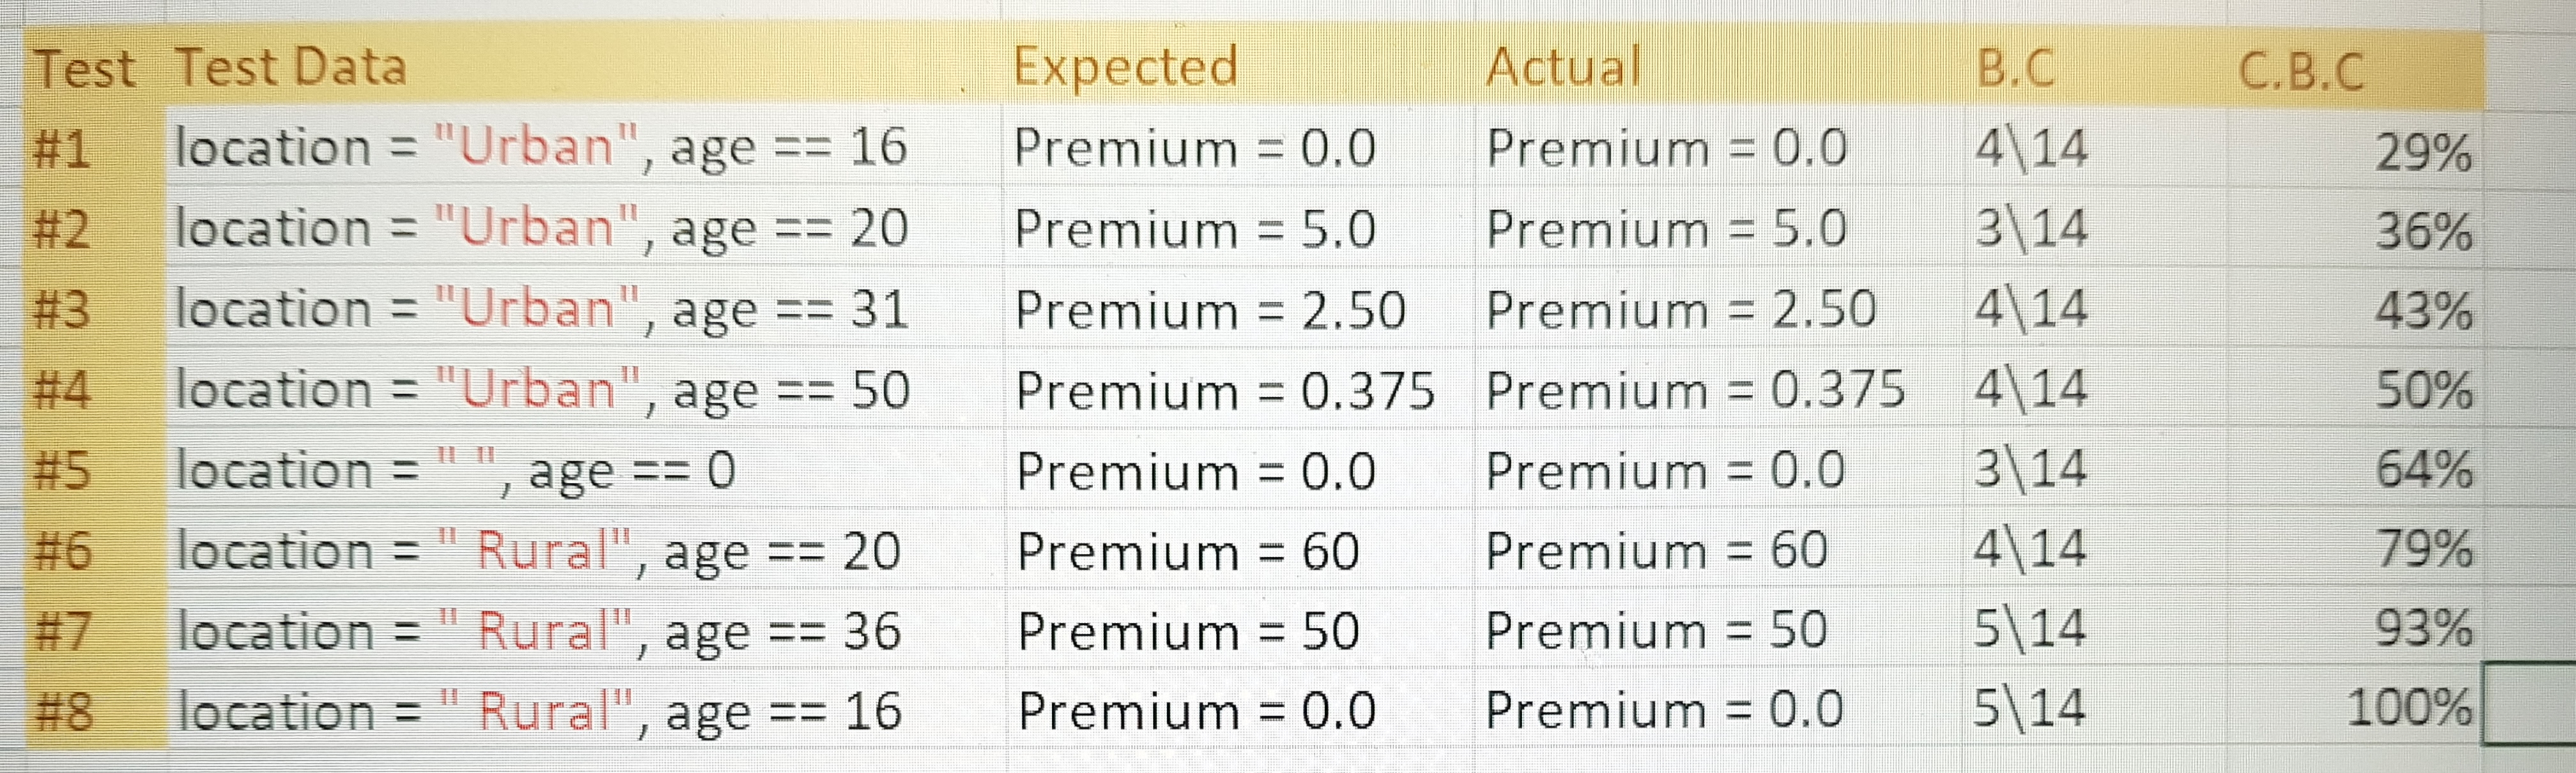 Test Test Data Expected Actual B.C C.B.C
#1 location = "Urban", age == 16 Premium = 0.0 Premium = 0.0 4\14 29%
#2 location = "Urban", age == 20 Premium = 5.0 Premium = 5.0 3\14 36%
#3 location = "Urban", age == 31 Premium = 2.50 Premium = 2.50 4\14 43%
#4 location = "Urban", age == 50 Premium = 0.375 Premium = 0.375 4\14 50%
#5 location = " ", age == 0 Premium = 0.0 Premium = 0.0 3\14 64%
#6 location = " Rural", age == 20 Premium = 60 Premium = 60 4\14 79%
#7 location = " Rural", age == 36 Premium = 50 Premium = 50 5\14 93%
#8 location = " Rural", age == 16 Premium = 0.0 Premium = 0.0 5\14 100%